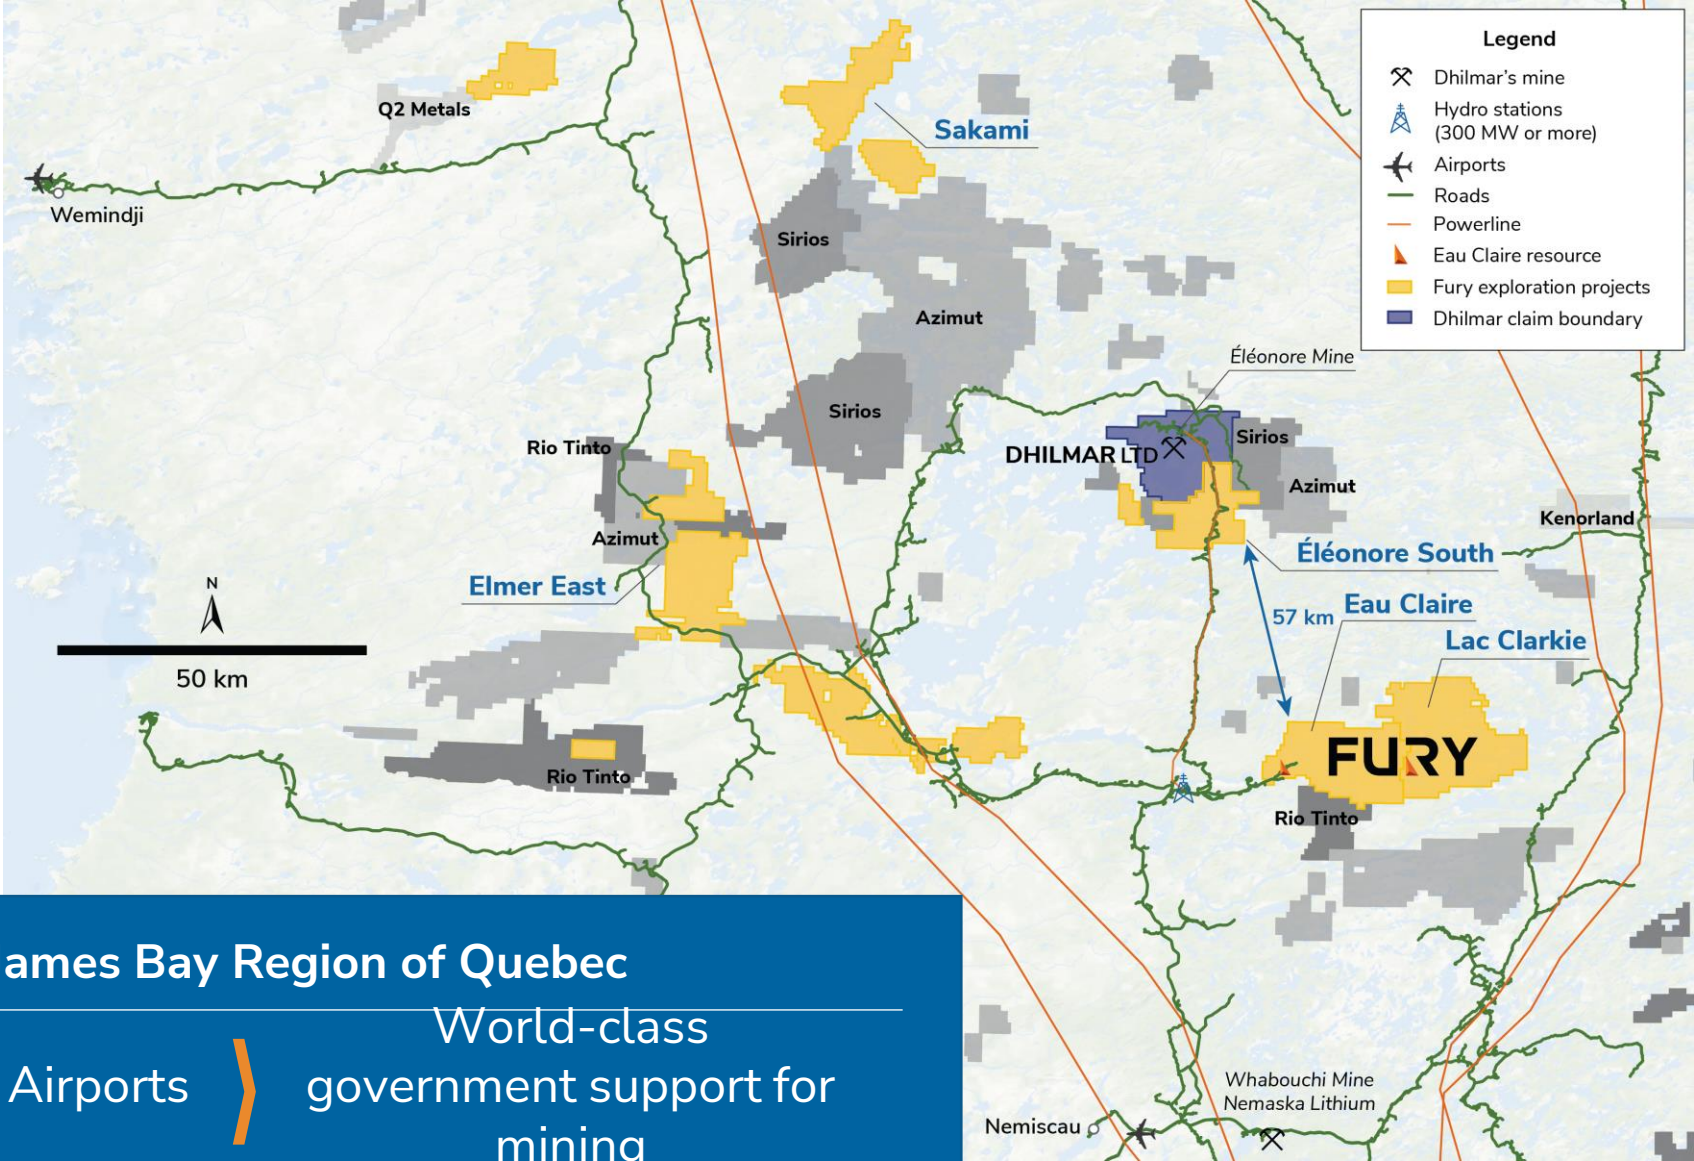 Legend
Dhilmar's mine
Hydro stations
(300 MW or more)
Airports
Roads
Powerline
Eau Claire resource
Fury exploration projects
Dhilmar claim boundary
Q2 Metals
Sakami
Wemindji
Sirios
Azimut
Éléonore Mine
Sirios
Rio Tinto
DHILMAR LTD
Sirios
Azimut
Kenorland
Azimut
Éléonore South
Elmer East
N
57 km
Eau Claire
Lac Clarkie
50 km
FURY
Rio Tinto
Rio Tinto
ames Bay Region of Quebec
Airports
World-class
government support for
mining
Whabouchi Mine
Nemaska Lithium
Nemiscau